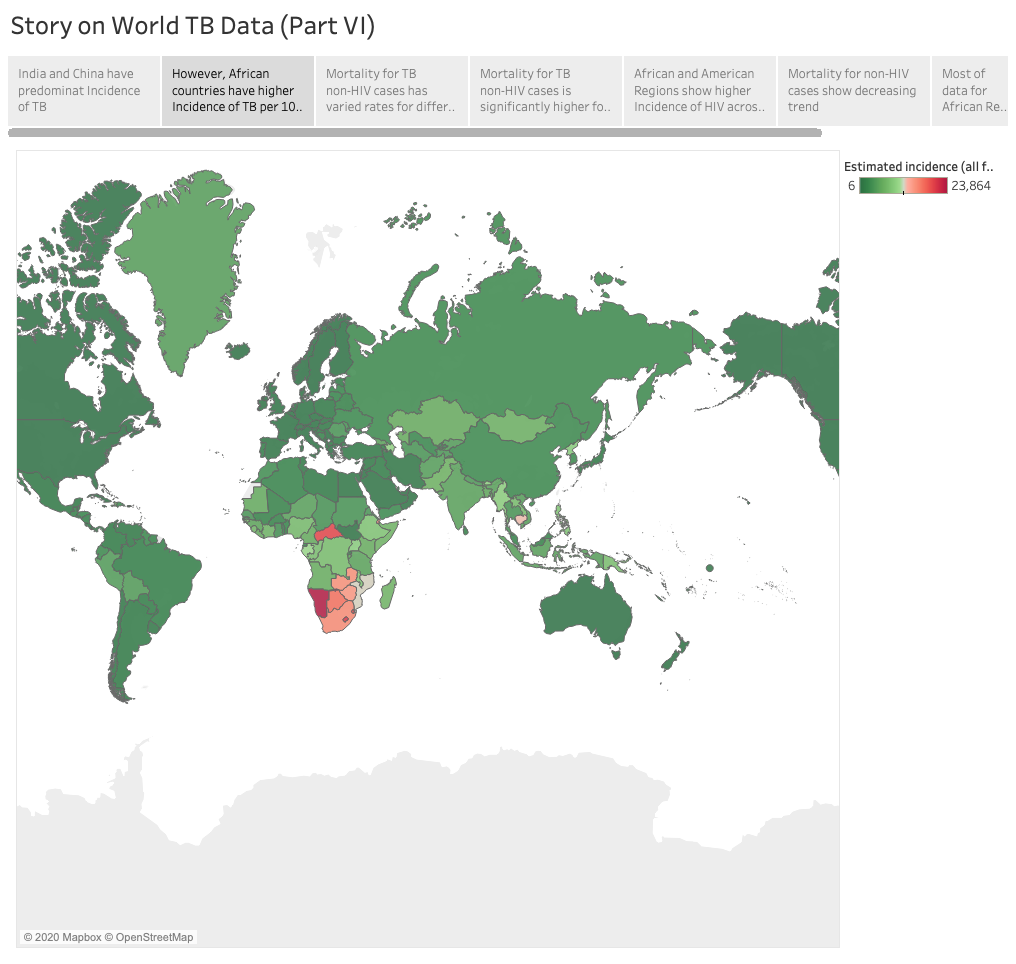 Story on World TB Data (Part VI)
India and China have
predominat Incidence
of TB
However, African
countries have higher
Incidence of TB per 10..
Mortality for TB
non-HIV cases has
varied rates for differ..
Mortality for TB
non-HIV cases is
significantly higher fo..
African and American
Regions show higher
Incidence of HIV acros..
Mortality for non-HIV
cases show decreasing
trend
Most of
data for
African Re..
Estimated incidence (all f..
6 23,864
© 2020 Mapbox © OpenStreetMap